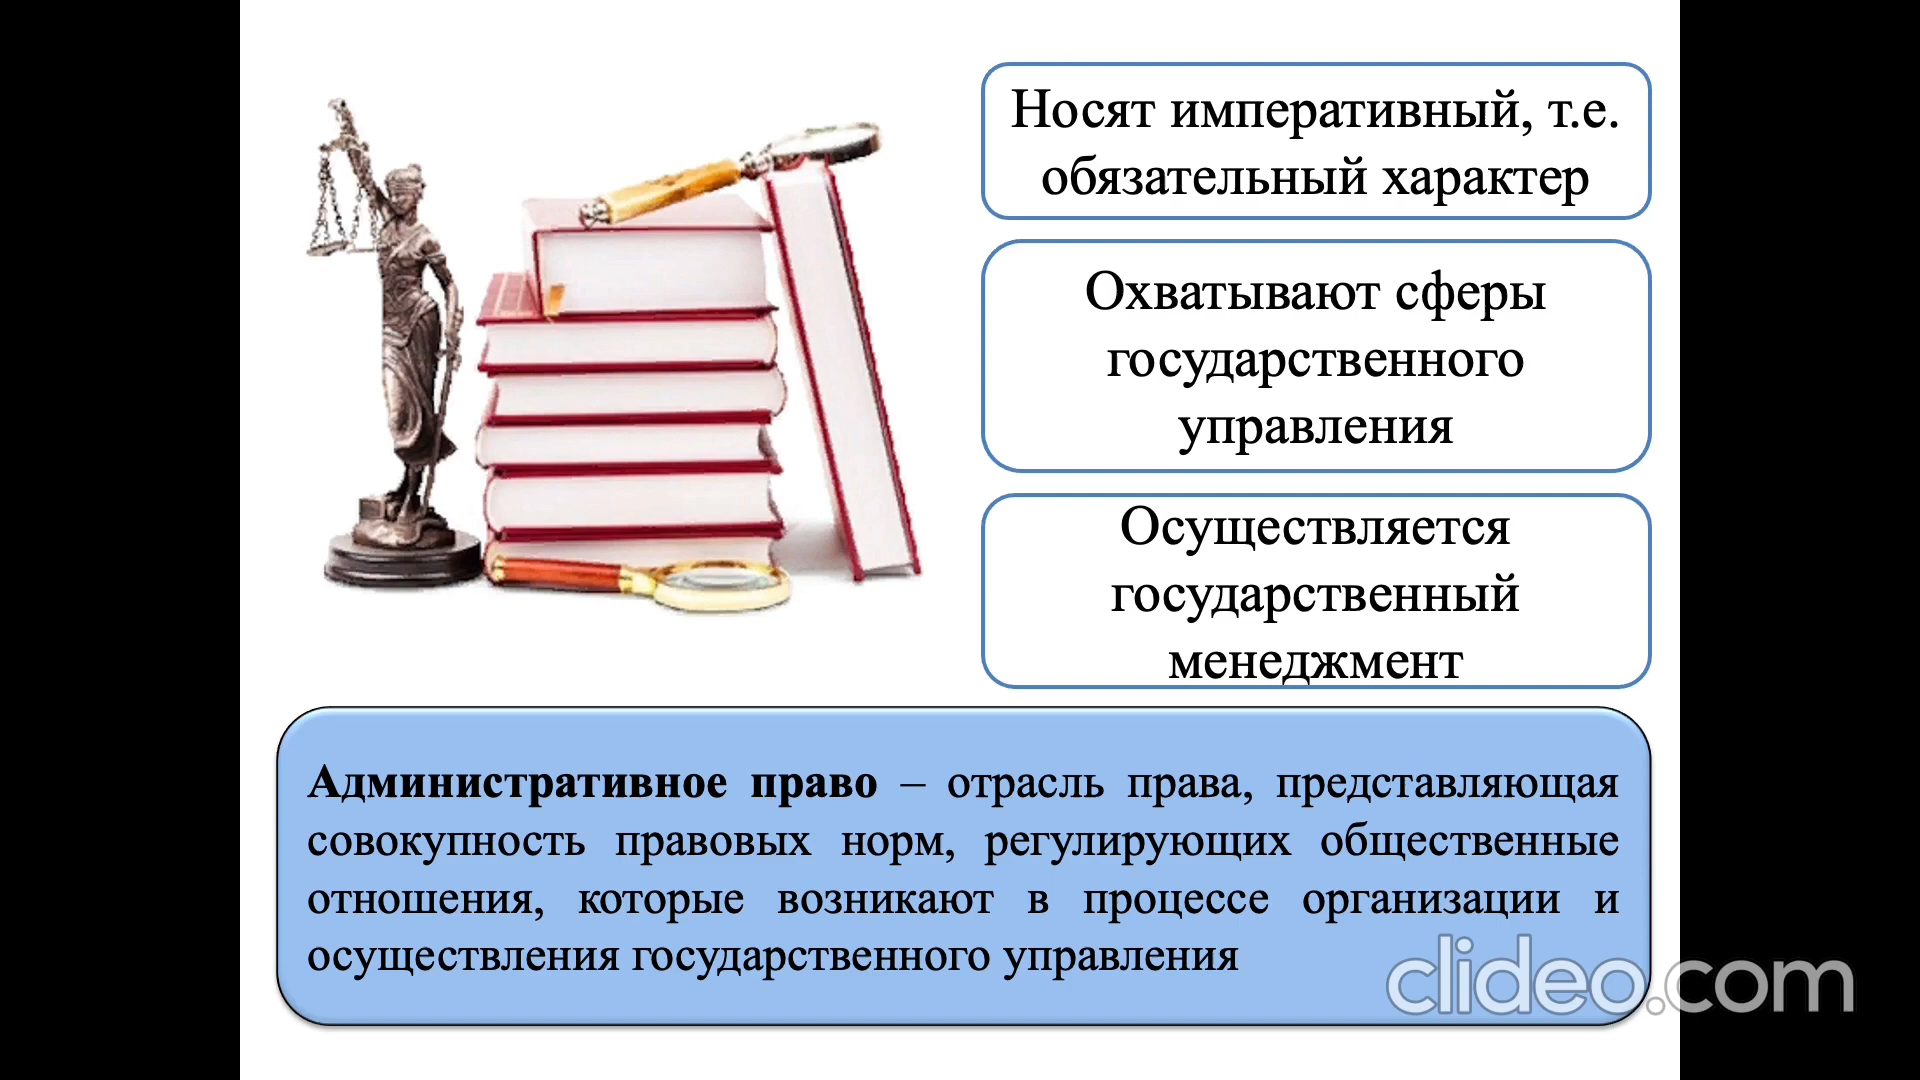 Носят императивный, т.е.
обязательный характер
Охватывают сферы
государственного
управления
Осуществляется
государственный
менеджмент
Административное право – отрасль права, представляющая
совокупность правовых норм, регулирующих общественные
отношения, которые возникают в процессе организации и
осуществления государственного управления
clideo.com